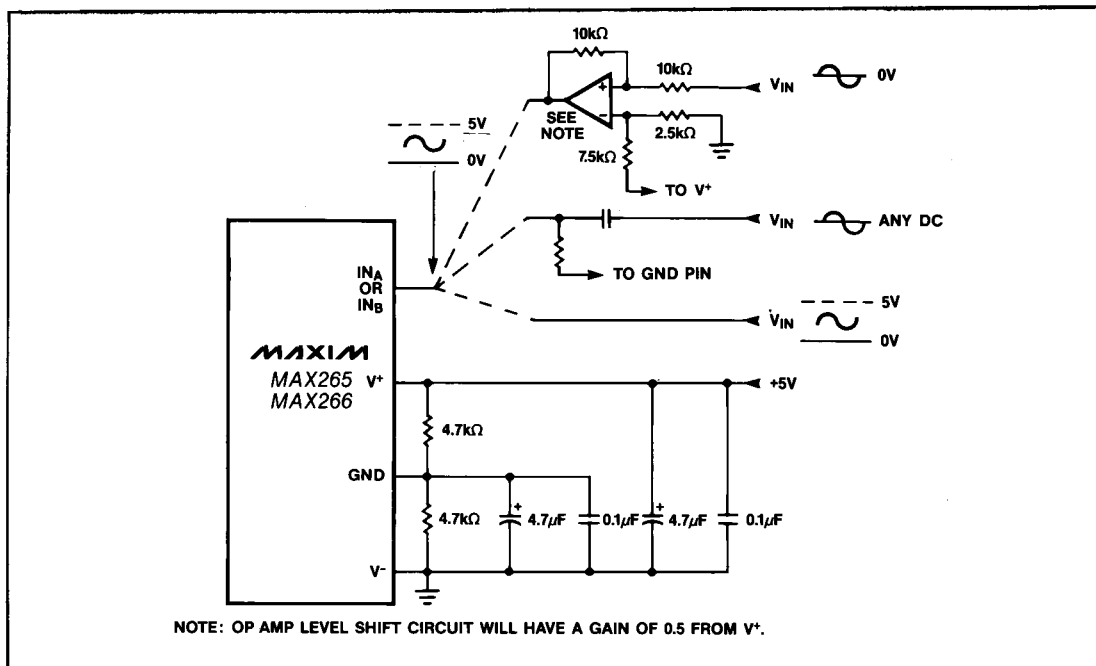 10kΩ
10kΩ
VIN
0V
+
−
SEE
NOTE
2.5kΩ
7.5kΩ
TO V+
5V
0V
VIN
ANY DC
TO GND PIN
INA
OR
INB
VIN
5V
0V
MAXIM
MAX265
MAX266
V+
+5V
4.7kΩ
GND
4.7kΩ
+
4.7μF
0.1μF
+
4.7μF
0.1μF
V−
NOTE: OP AMP LEVEL SHIFT CIRCUIT WILL HAVE A GAIN OF 0.5 FROM V+.